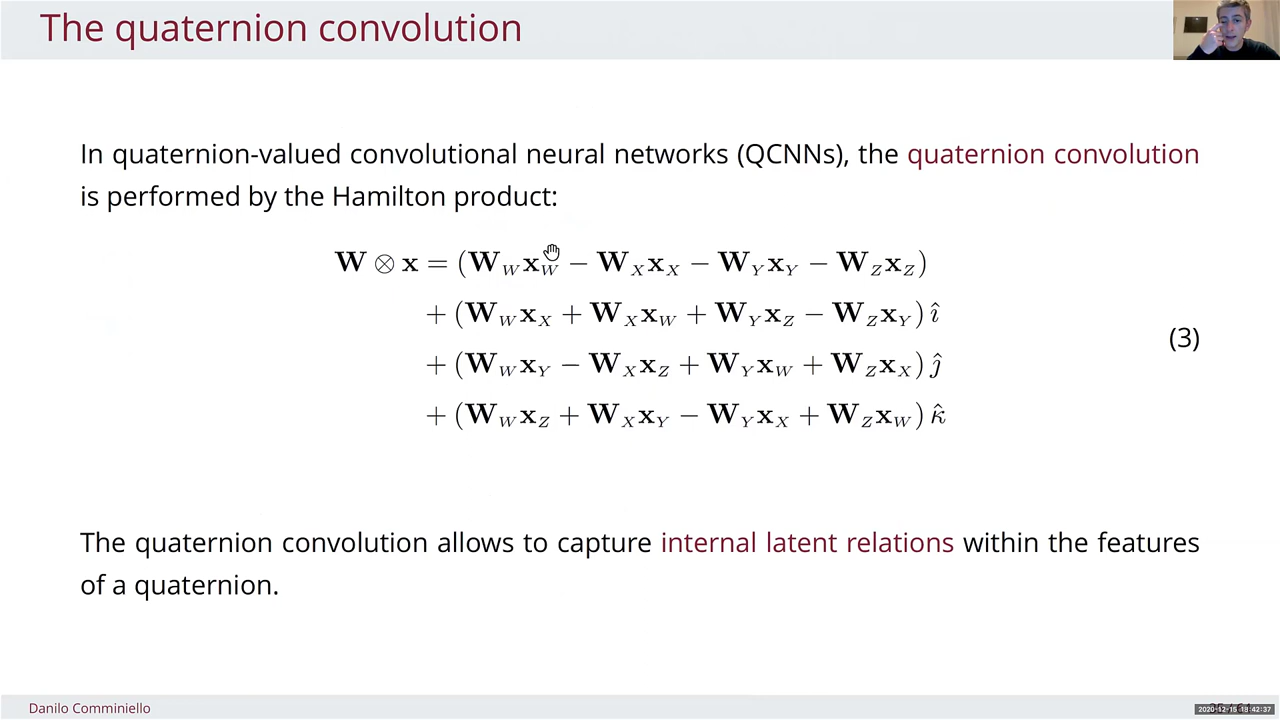 The quaternion convolution
In quaternion-valued convolutional neural networks (QCNNs), the quaternion convolution
is performed by the Hamilton product:
W ⊗ x = (W_W x_W − W_X x_X − W_Y x_Y − W_Z x_Z)
+ (W_W x_X + W_X x_W + W_Y x_Z − W_Z x_Y) î
+ (W_W x_Y − W_X x_Z + W_Y x_W + W_Z x_X) ĵ
+ (W_W x_Z + W_X x_Y − W_Y x_X + W_Z x_W) κ̂
(3)
The quaternion convolution allows to capture internal latent relations within the features
of a quaternion.
Danilo Comminiello
2020-12-15 18:42:37